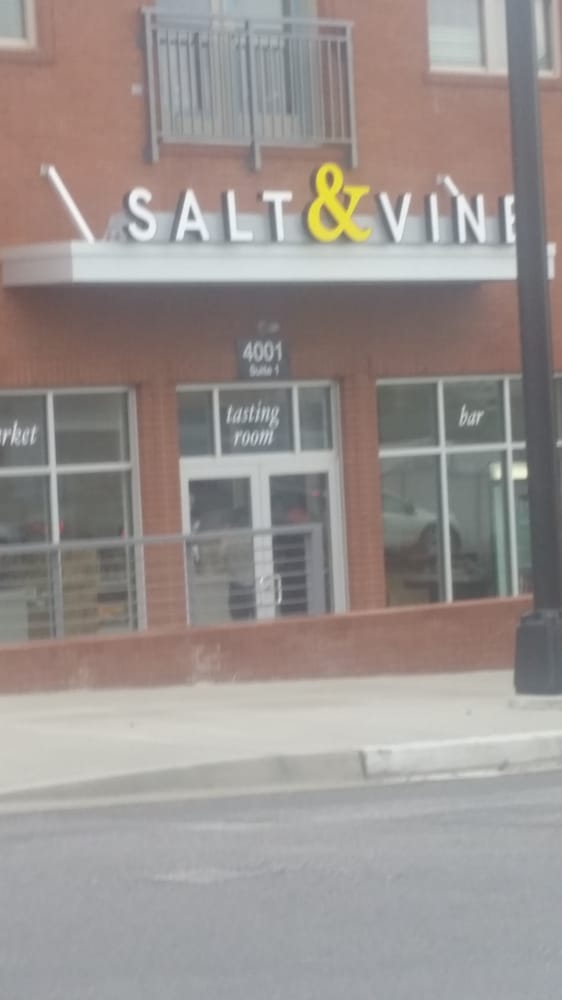 SALT & VINE
4001
Suite 1
rket
tasting
room
bar